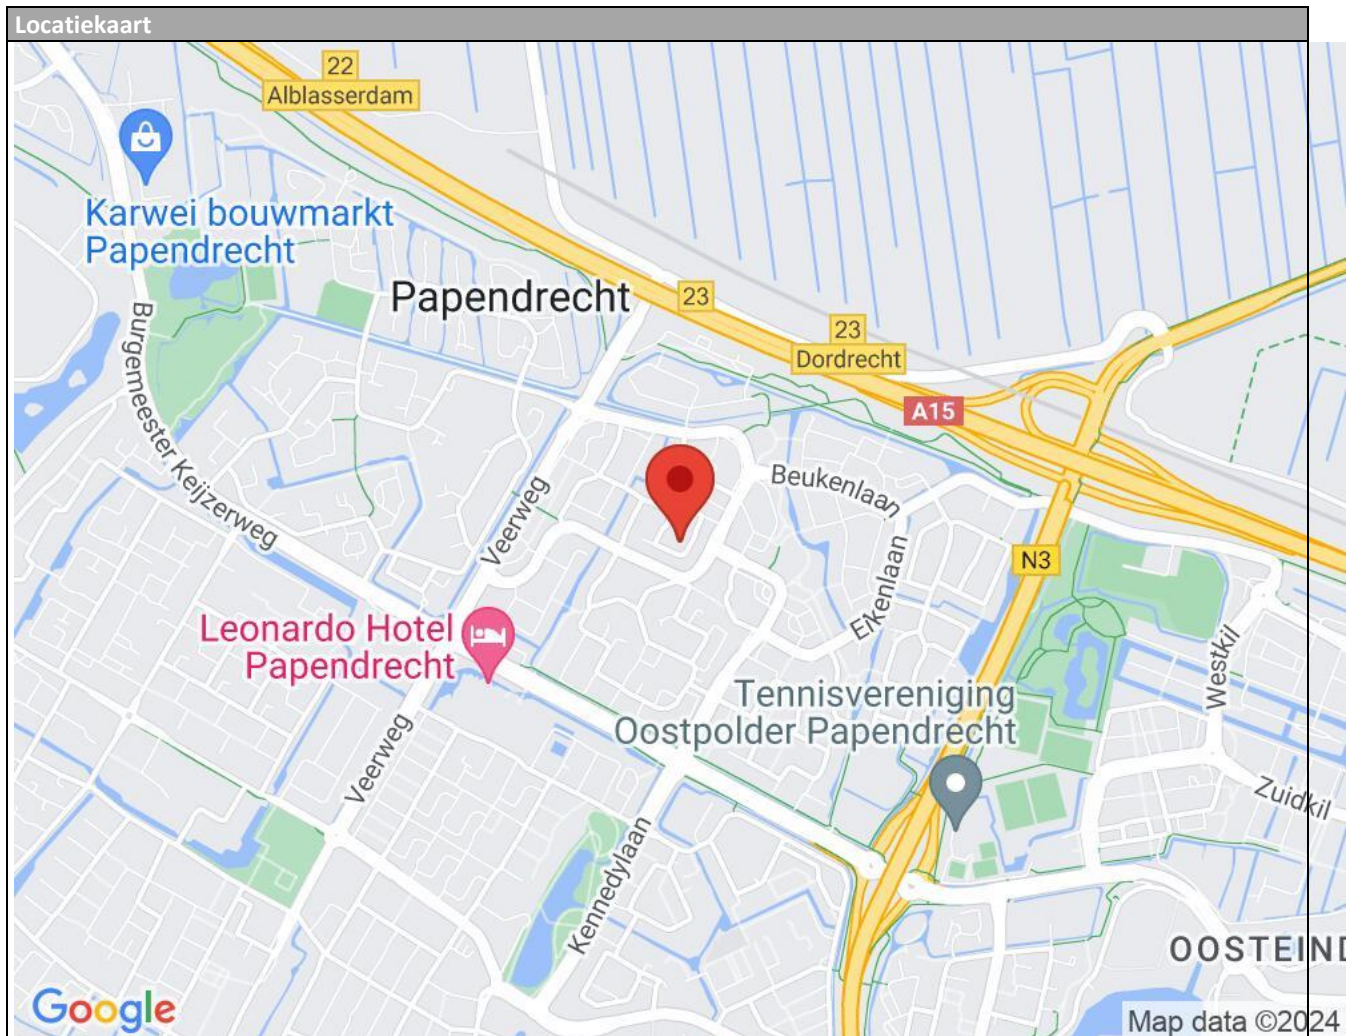 Locatiekaart
22
Alblasserdam
Karwei bouwmarkt
Papendrecht
Papendrecht
23
23
Dordrecht
A15
Burgemeester Keijzerweg
Veerweg
Beukenlaan
Eikenlaan
N3
Leonardo Hotel
Papendrecht
Tennisvereniging
Oostpolder Papendrecht
Westkil
Zuidkil
Veerweg
Kennedylaan
OOSTEIND
Google
Map data ©2024